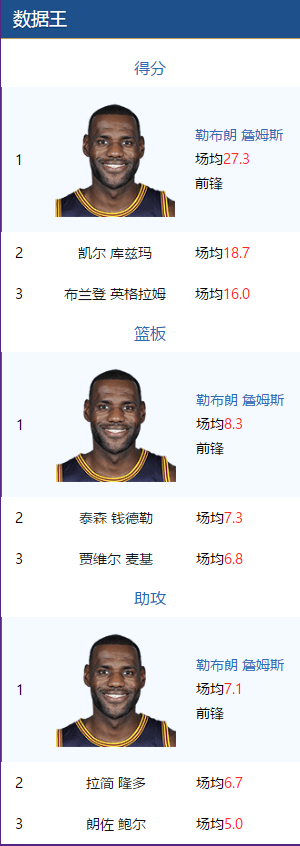 数据王
得分
1
勒布朗 詹姆斯
场均27.3
前锋
2 凯尔 库兹玛 场均18.7
3 布兰登 英格拉姆 场均16.0
篮板
1
勒布朗 詹姆斯
场均8.3
前锋
2 泰森 钱德勒 场均7.3
3 贾维尔 麦基 场均6.8
助攻
1
勒布朗 詹姆斯
场均7.1
前锋
2 拉简 隆多 场均6.7
3 朗佐 鲍尔 场均5.0